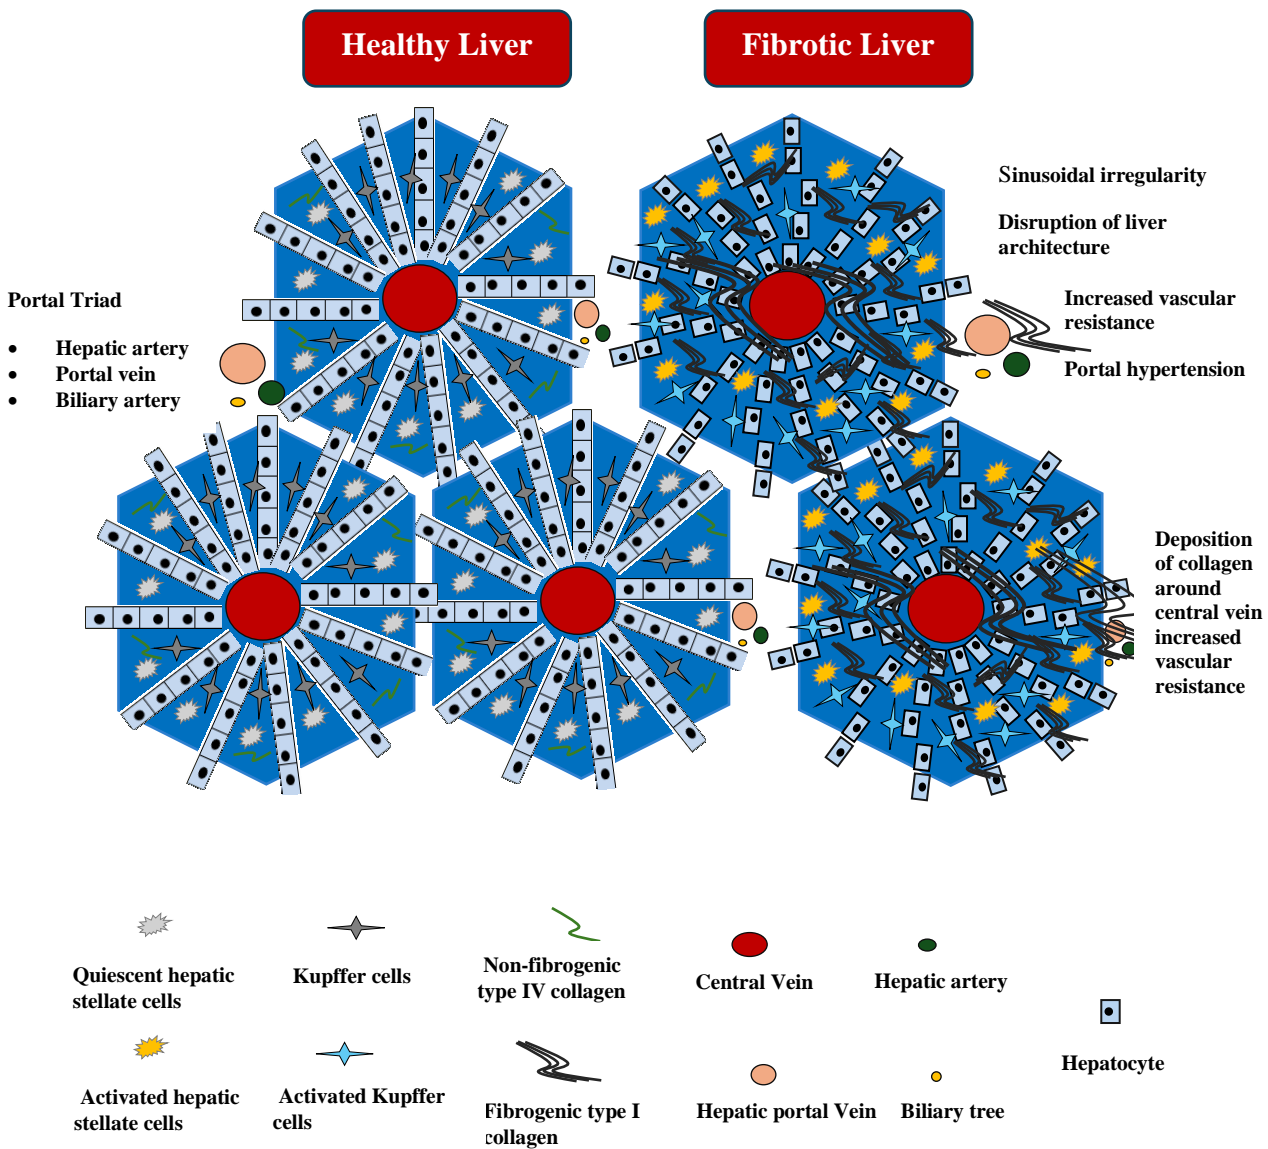 Healthy Liver
Fibrotic Liver
Sinusoidal irregularity
Disruption of liver
architecture
Portal Triad
• Hepatic artery
• Portal vein
• Biliary artery
Increased vascular
resistance
Portal hypertension
Deposition
of collagen
around
central vein
increased
vascular
resistance
Quiescent hepatic
stellate cells
Kupffer cells
Non-fibrogenic
type IV collagen
Central Vein
Hepatic artery
Hepatocyte
Activated hepatic
stellate cells
Activated Kupffer
cells
Fibrogenic type I
collagen
Hepatic portal Vein
Biliary tree